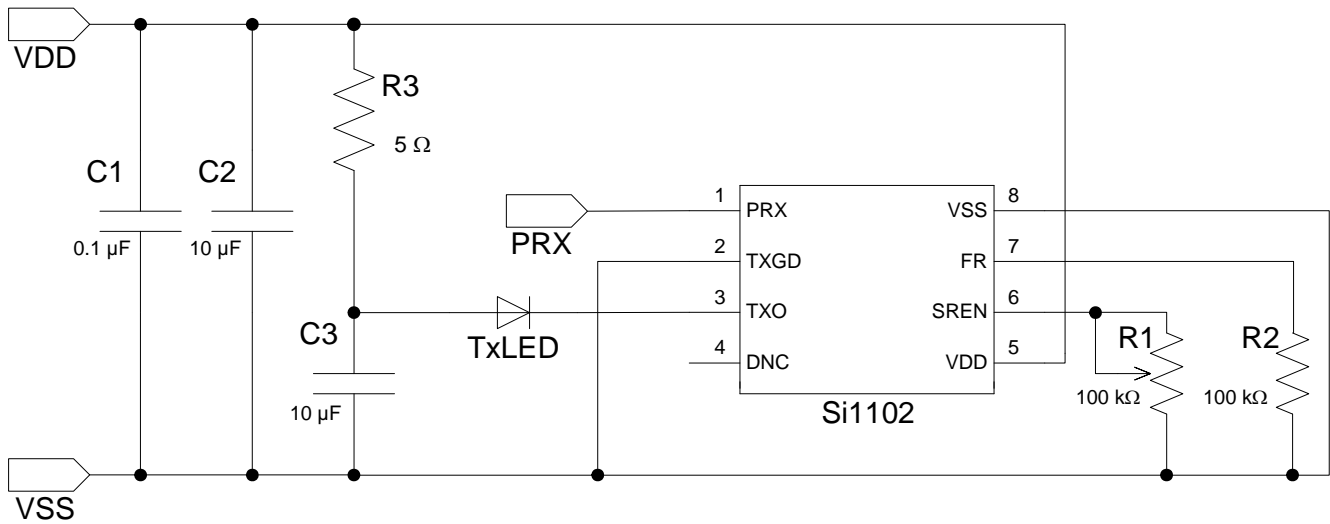 VDD
R3
5 Ω
C1
C2
0.1 µF
10 µF
PRX
1
PRX
2
TXGD
3
TXO
4
DNC
8
VSS
7
FR
6
SREN
5
VDD
Si1102
TxLED
C3
10 µF
R1
100 kΩ
R2
100 kΩ
VSS